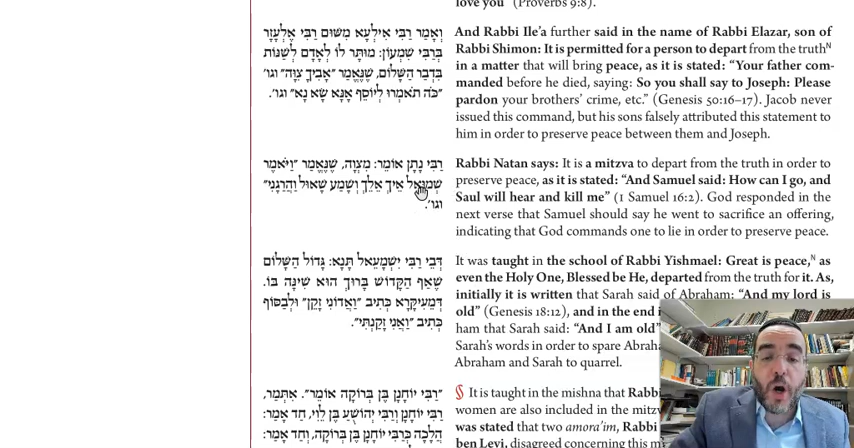 love you" (Proverbs 9:8).
וְאָמַר רַבִּי אִילְעָא מִשּׁוּם רַבִּי אֶלְעָזָר
בְּרַבִּי שִׁמְעוֹן: מוּתָּר לוֹ לְאָדָם לְשַׁנּוֹת
בִּדְבַר הַשָּׁלוֹם, שֶׁנֶּאֱמַר ״אָבִיךָ צִוָּה״ וגו׳
״כֹּה תֹאמְרוּ לְיוֹסֵף אָנָּא שָׂא נָא״ וגו׳.
And Rabbi Ile'a further said in the name of Rabbi Elazar, son of
Rabbi Shimon: It is permitted for a person to depart from the truthᴺ
in a matter that will bring peace, as it is stated: "Your father com-
manded before he died, saying: So you shall say to Joseph: Please
pardon your brothers' crime, etc." (Genesis 50:16–17). Jacob never
issued this command, but his sons falsely attributed this statement to
him in order to preserve peace between them and Joseph.
רַבִּי נָתָן אוֹמֵר: מִצְוָה, שֶׁנֶּאֱמַר ״וַיֹּאמֶר
שְׁמוּאֵל אֵיךְ אֵלֵךְ וְשָׁמַע שָׁאוּל וַהֲרָגָנִי״
וגו׳.
Rabbi Natan says: It is a mitzva to depart from the truth in order to
preserve peace, as it is stated: "And Samuel said: How can I go, and
Saul will hear and kill me" (I Samuel 16:2). God responded in the
next verse that Samuel should say he went to sacrifice an offering,
indicating that God commands one to lie in order to preserve peace.
דְּבֵי רַבִּי יִשְׁמָעֵאל תָּנָא: גָּדוֹל הַשָּׁלוֹם
שֶׁאַף הַקָּדוֹשׁ בָּרוּךְ הוּא שִׁינָּה בּוֹ.
דְּמֵעִיקָּרָא כְּתִיב ״וַאדוֹנִי זָקֵן״ וּלְבַסּוֹף
כְּתִיב ״וַאֲנִי זָקַנְתִּי״.
It was taught in the school of Rabbi Yishmael: Great is peace,ᴺ as
even the Holy One, Blessed be He, departed from the truth for it. As,
initially it is written that Sarah said of Abraham: "And my lord is
old" (Genesis 18:12), and in the end i
ham that Sarah said: "And I am old"
Sarah's words in order to spare Abraha
Abraham and Sarah to quarrel.
״רַבִּי יוֹחָנָן בֶּן בְּרוֹקָה אוֹמֵר״. אִתְּמַר,
רַבִּי יוֹחָנָן וְרַבִּי יְהוֹשֻׁעַ בֶּן לֵוִי, חַד אָמַר:
הֲלָכָה כְּרַבִּי יוֹחָנָן בֶּן בְּרוֹקָה, וְחַד אָמַר:
§ It is taught in the mishna that Rabbi
women are also included in the mitzv
was stated that two amora'im, Rabbi
ben Levi, disagreed concerning this m